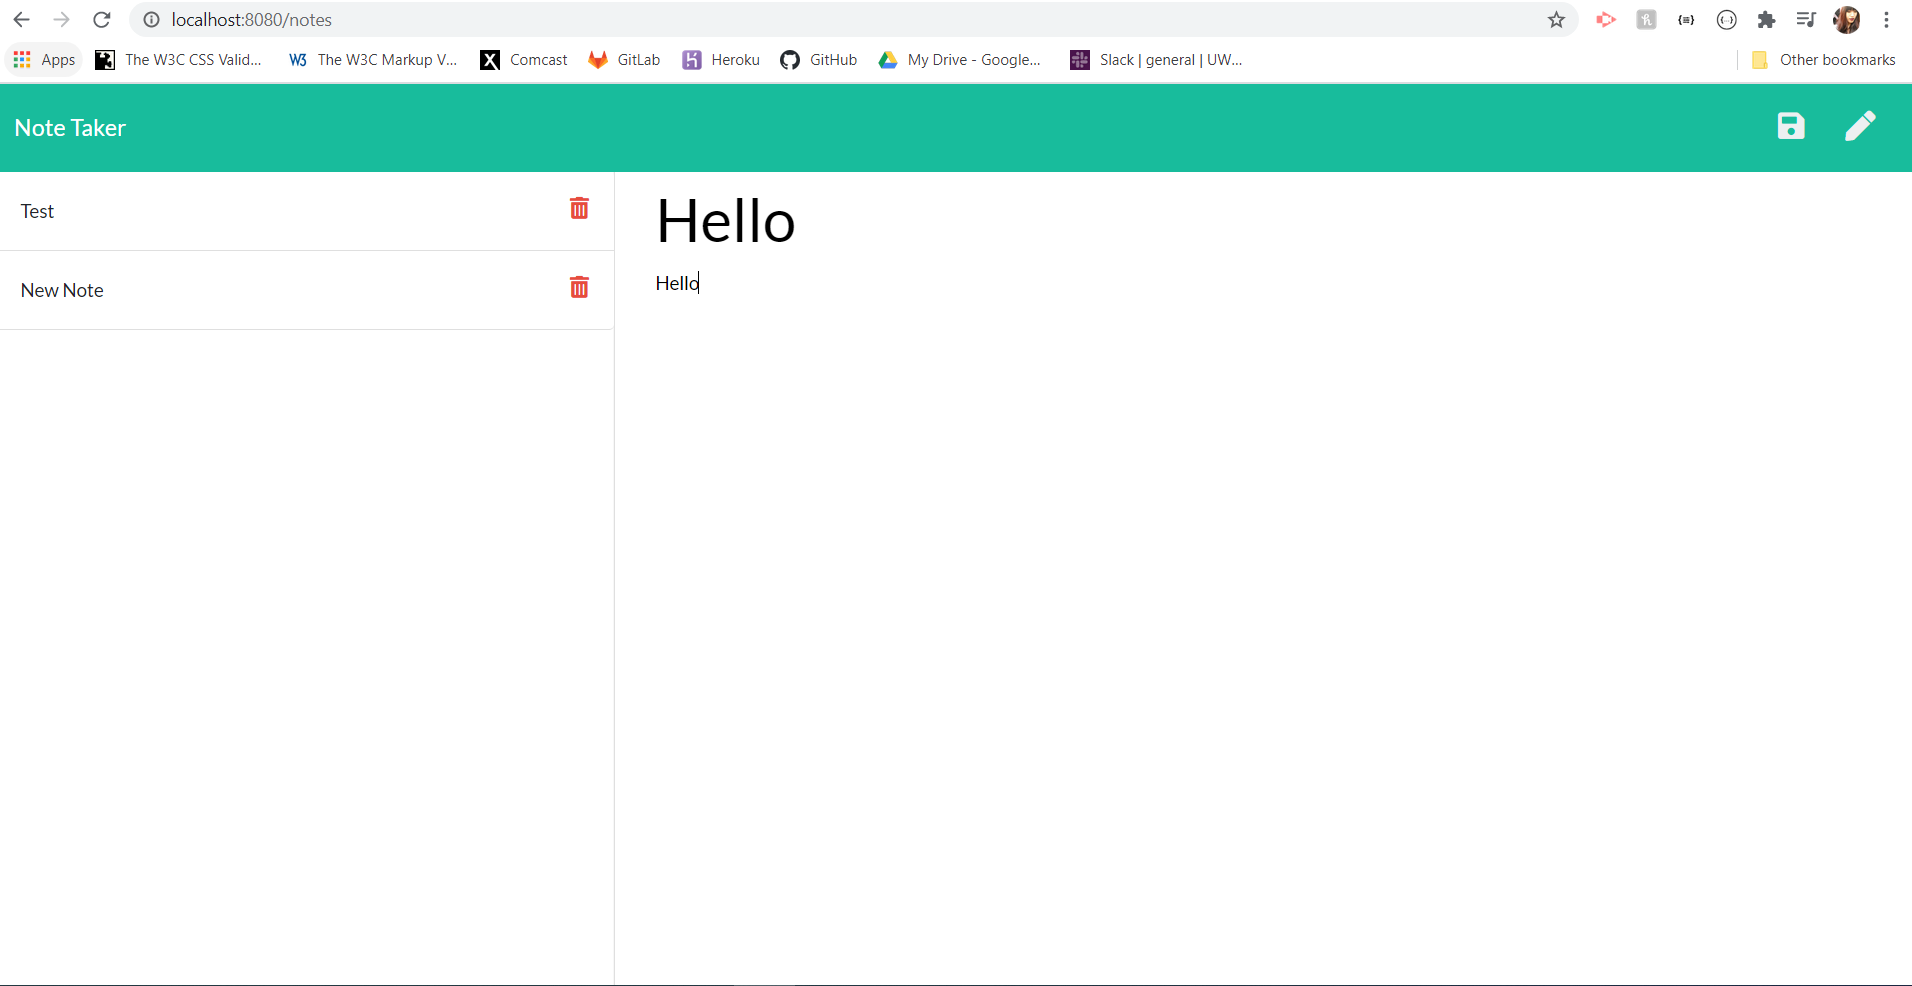 localhost:8080/notes
Apps The W3C CSS Valid... W3 The W3C Markup V... X Comcast GitLab Heroku GitHub My Drive - Google... Slack | general | UW... Other bookmarks
Note Taker
Test
New Note
Hello
Hello